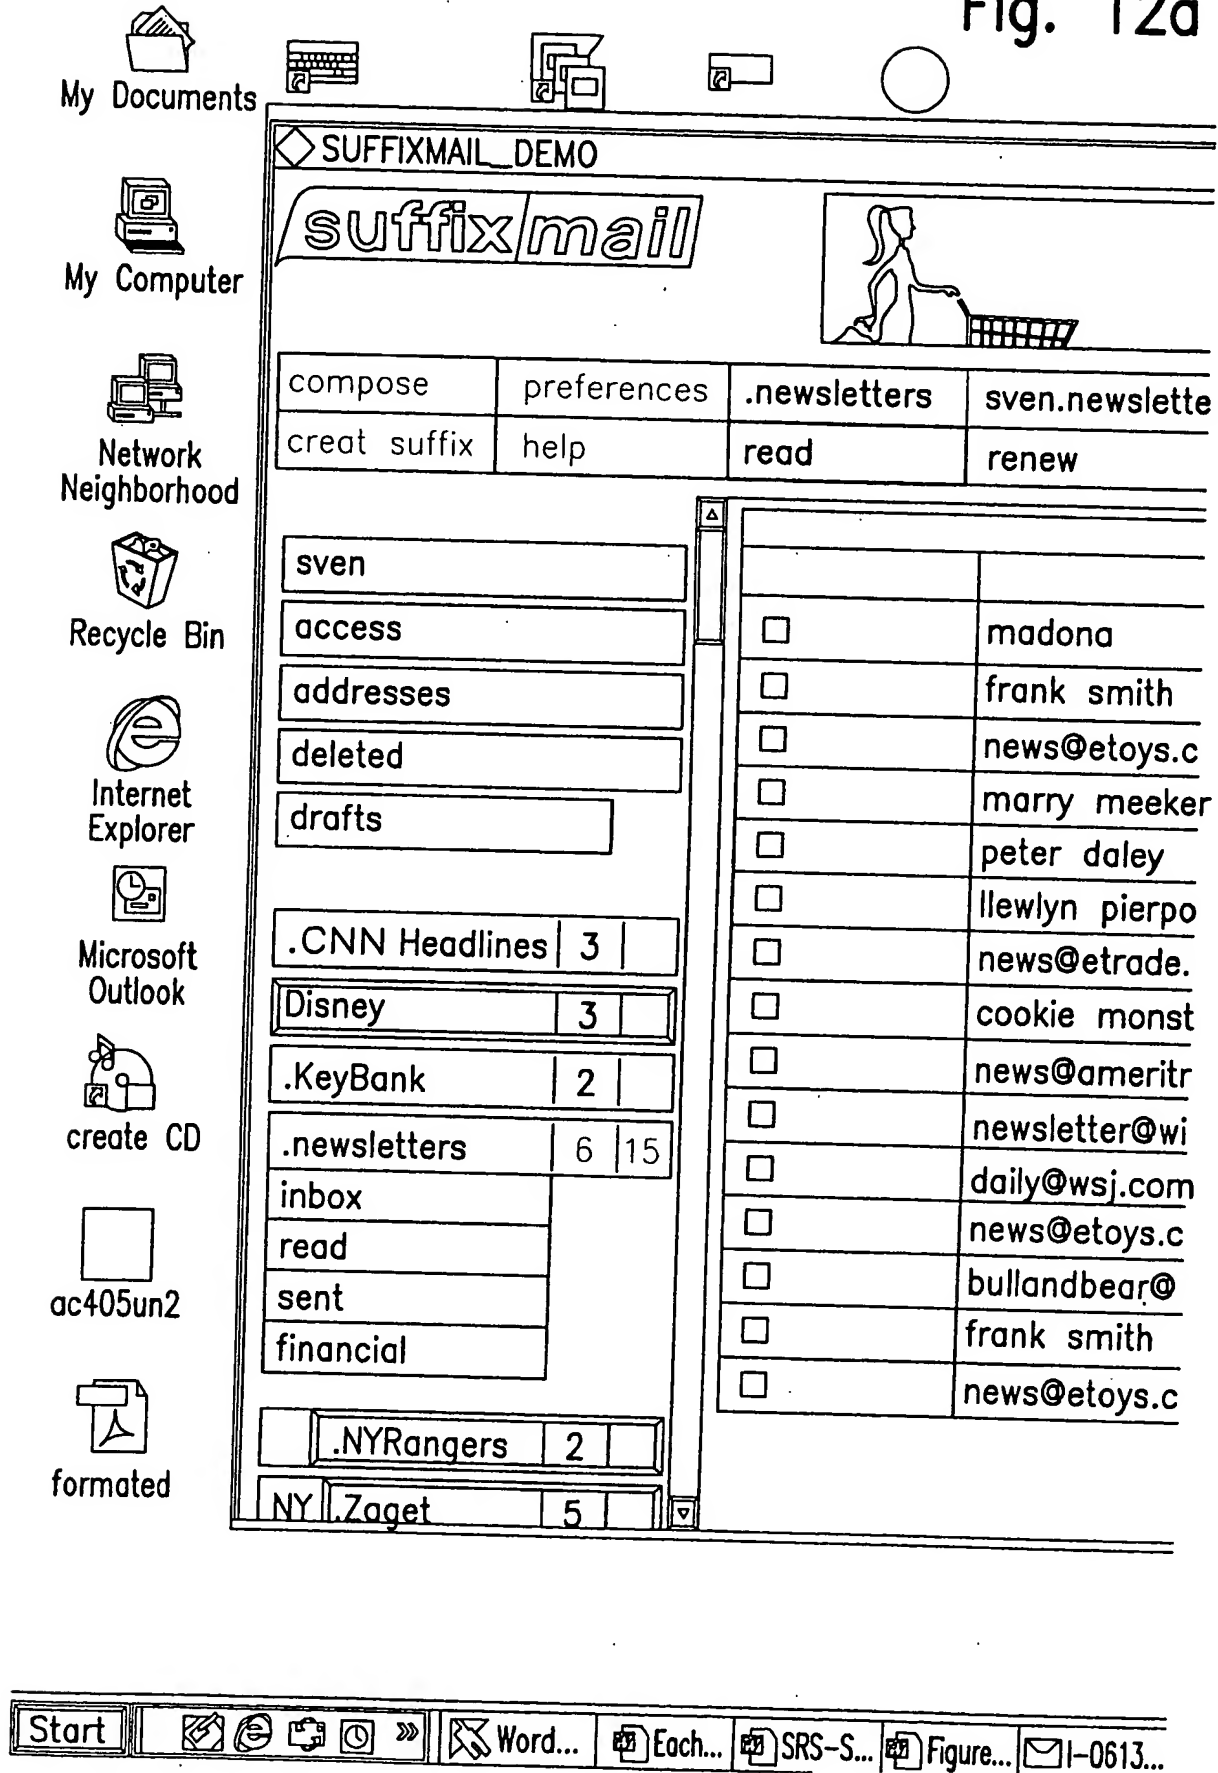 Fig. 12a
My Documents
SUFFIXMAIL_DEMO
suffix mail
My Computer
compose preferences .newsletters sven.newslette
creat suffix help read renew
Network
Neighborhood
sven
access
addresses
deleted
drafts
Recycle Bin
Internet
Explorer
Microsoft
Outlook
create CD
ac405un2
formated
.CNN Headlines 3
Disney 3
.KeyBank 2
.newsletters 6 15
inbox
read
sent
financial
.NYRangers 2
NY .Zaget 5
madona
frank smith
news@etoys.c
marry meeker
peter daley
llewlyn pierpo
news@etrade.
cookie monst
news@ameritr
newsletter@wi
daily@wsj.com
news@etoys.c
bullandbear@
frank smith
news@etoys.c
Start » Word... Each... SRS-S... Figure... I-0613...